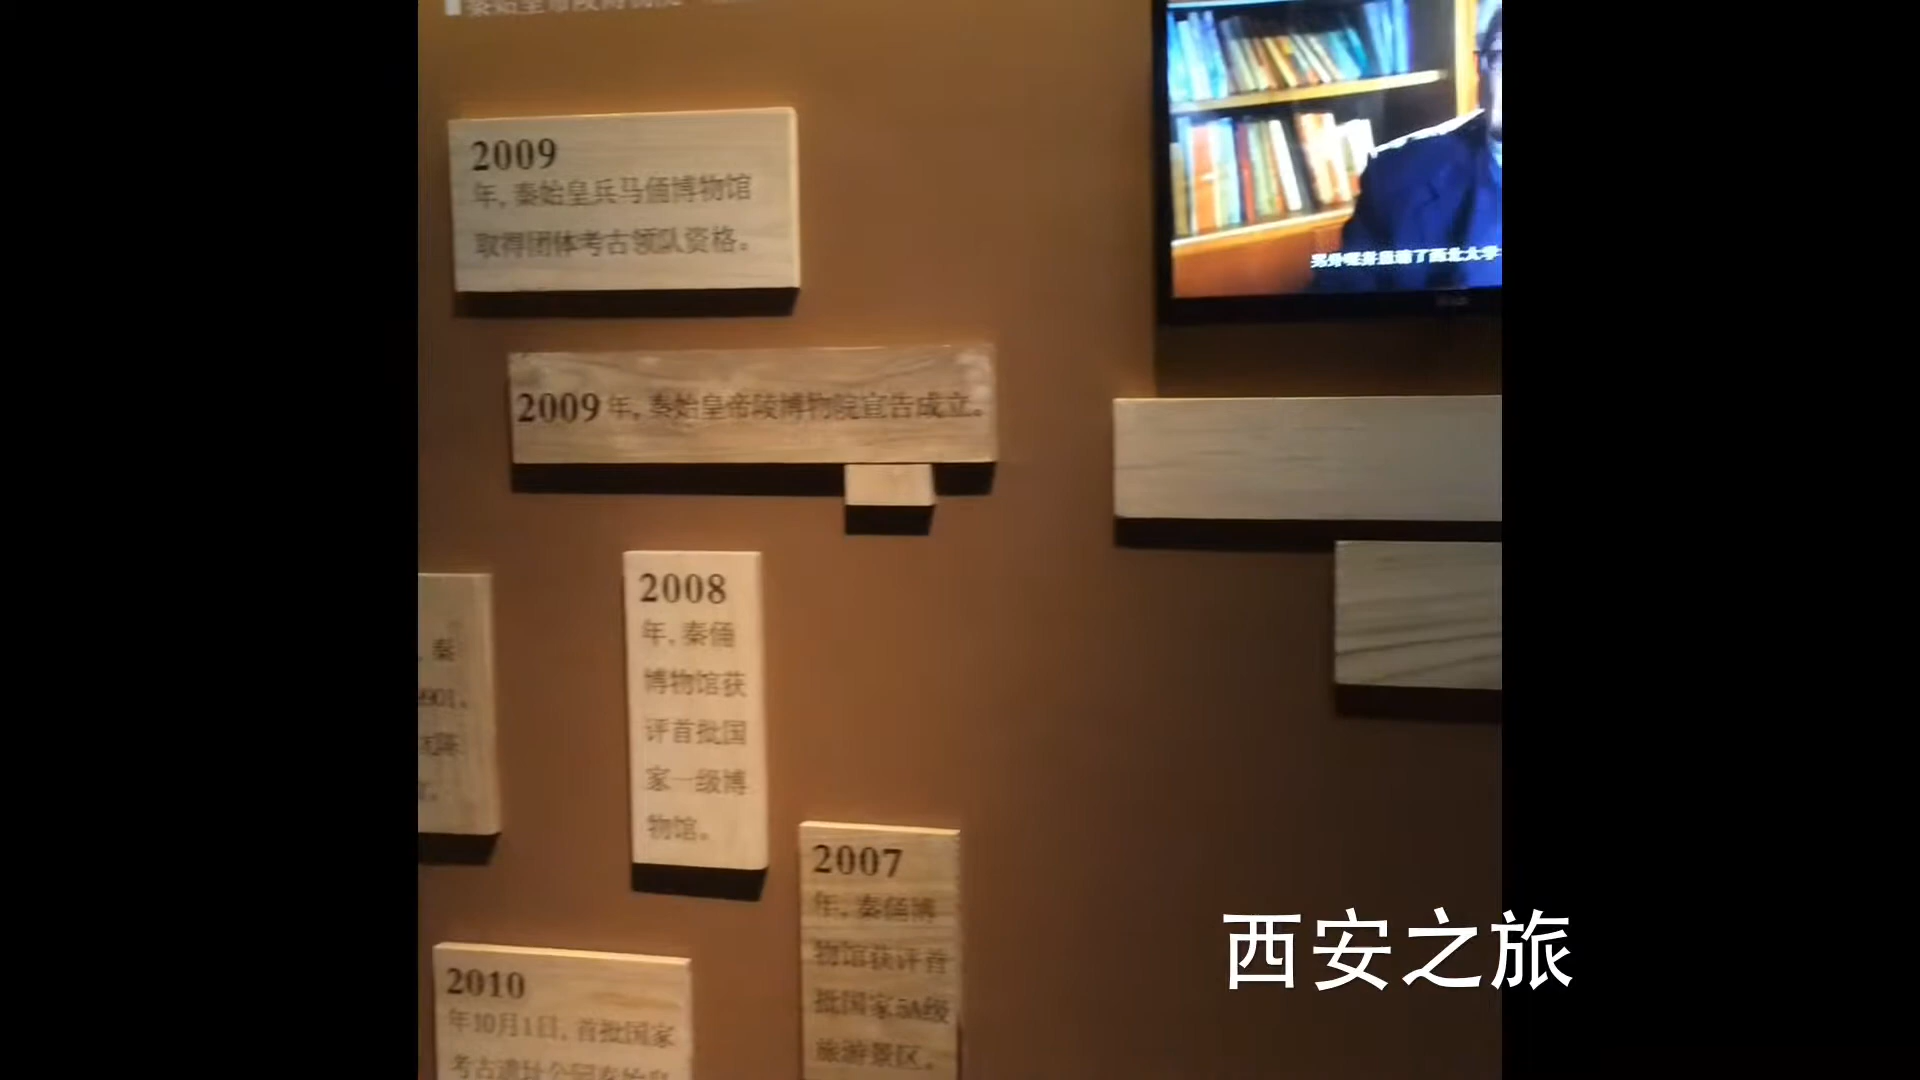 2009
年,秦始皇兵马俑博物馆
取得团体考古领队资格。
2009年,秦始皇帝陵博物院宣告成立。
2008
年,秦俑
博物馆获
评首批国
家一级博
物馆。
2007
年,秦俑博
物馆获评首
批国家5A级
旅游景区。
2010
年10月1日,首批国家
西安之旅